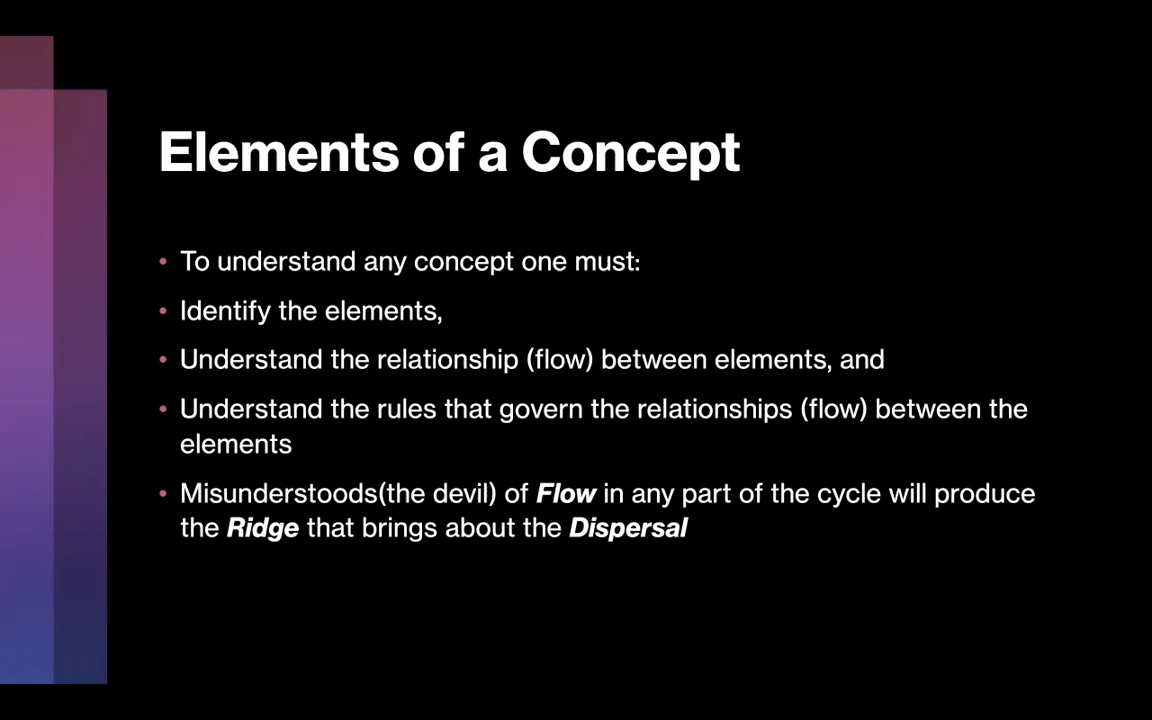 Elements of a Concept
• To understand any concept one must:
• Identify the elements,
• Understand the relationship (flow) between elements, and
• Understand the rules that govern the relationships (flow) between the
elements
• Misunderstoods(the devil) of Flow in any part of the cycle will produce
the Ridge that brings about the Dispersal